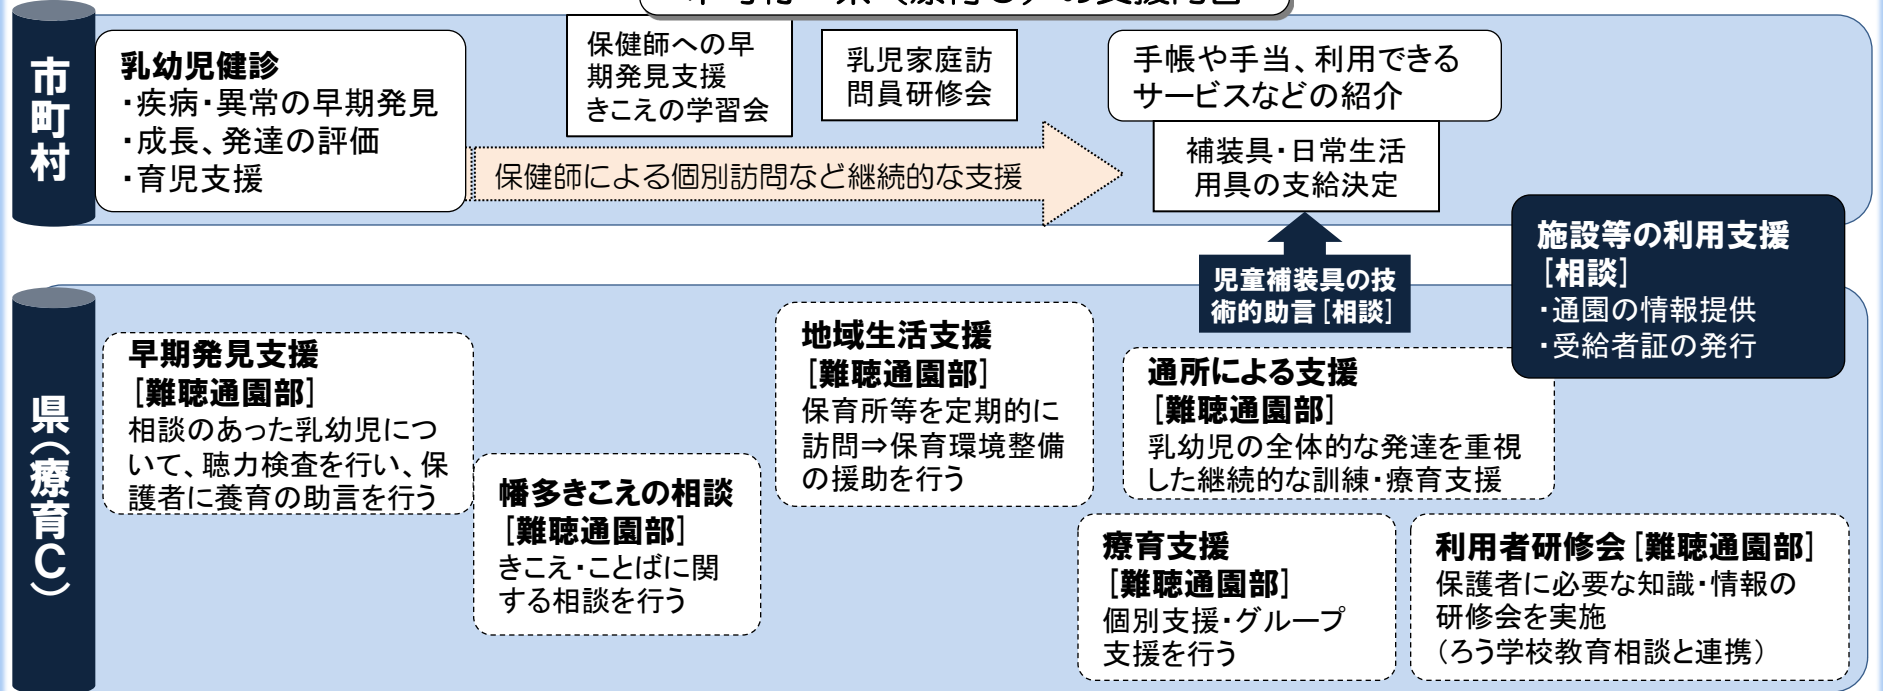 市町村
乳幼児健診
・疾病・異常の早期発見
・成長、発達の評価
・育児支援
保健師への早
期発見支援
きこえの学習会
乳児家庭訪
問員研修会
手帳や手当、利用できる
サービスなどの紹介
保健師による個別訪問など継続的な支援
補装具・日常生活
用具の支給決定
児童補装具の技
術的助言[相談]
施設等の利用支援
[相談]
・通園の情報提供
・受給者証の発行
県(療育C)
早期発見支援
[難聴通園部]
相談のあった乳幼児につ
いて、聴力検査を行い、保
護者に養育の助言を行う
幡多きこえの相談
[難聴通園部]
きこえ・ことばに関
する相談を行う
地域生活支援
[難聴通園部]
保育所等を定期的に
訪問⇒保育環境整備
の援助を行う
通所による支援
[難聴通園部]
乳幼児の全体的な発達を重視
した継続的な訓練・療育支援
療育支援
[難聴通園部]
個別支援・グループ
支援を行う
利用者研修会[難聴通園部]
保護者に必要な知識・情報の
研修会を実施
(ろう学校教育相談と連携)